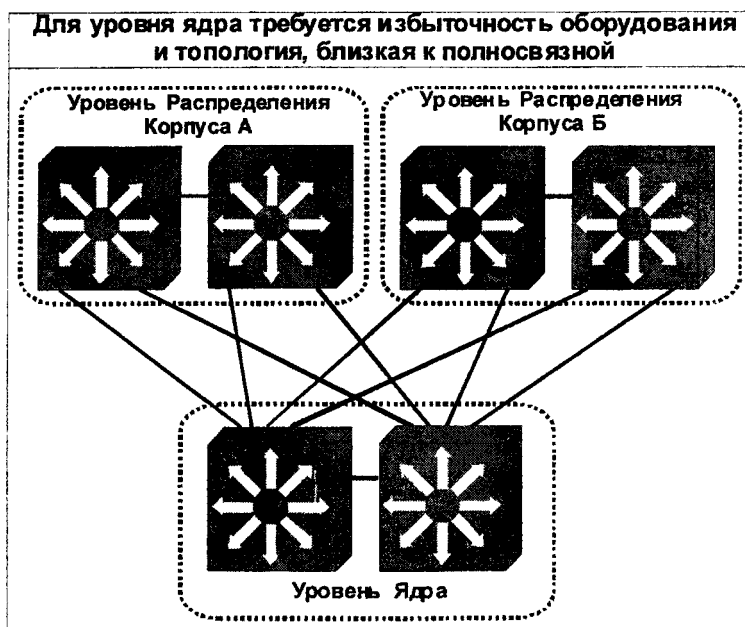 Для уровня ядра требуется избыточность оборудования
и топология, близкая к полносвязной
Уровень Распределения
Корпуса А
Уровень Распределения
Корпуса Б
Уровень Ядра